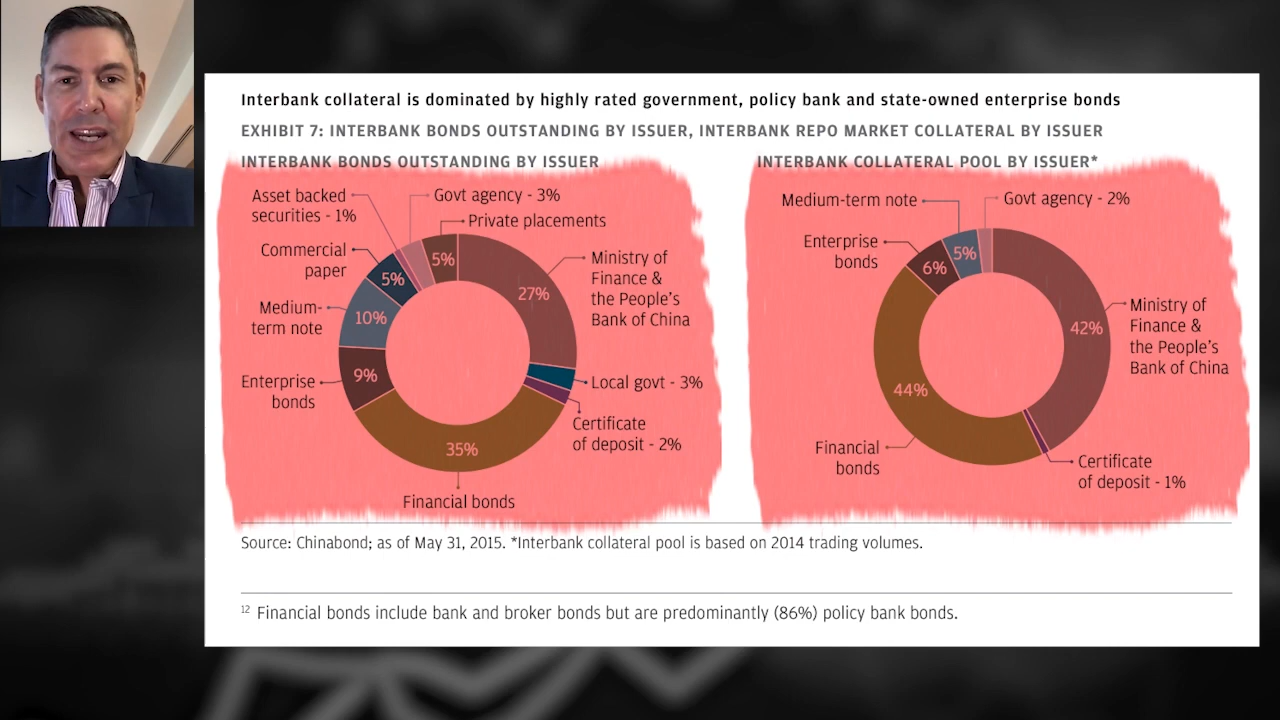 Interbank collateral is dominated by highly rated government, policy bank and state-owned enterprise bonds
EXHIBIT 7: INTERBANK BONDS OUTSTANDING BY ISSUER, INTERBANK REPO MARKET COLLATERAL BY ISSUER
INTERBANK BONDS OUTSTANDING BY ISSUER
Asset backed
securities - 1%
Govt agency - 3%
Private placements
5%
Commercial
paper
5%
Ministry of
Finance &
the People's
Bank of China
27%
Medium-
term note
10%
Enterprise
bonds
9%
Local govt - 3%
Certificate
of deposit - 2%
35%
Financial bonds
INTERBANK COLLATERAL POOL BY ISSUER*
Medium-term note
5%
Govt agency - 2%
Enterprise
bonds
6%
Ministry of
Finance &
the People's
Bank of China
42%
44%
Financial
bonds
Certificate
of deposit - 1%
Source: Chinabond; as of May 31, 2015. *Interbank collateral pool is based on 2014 trading volumes.
12 Financial bonds include bank and broker bonds but are predominantly (86%) policy bank bonds.